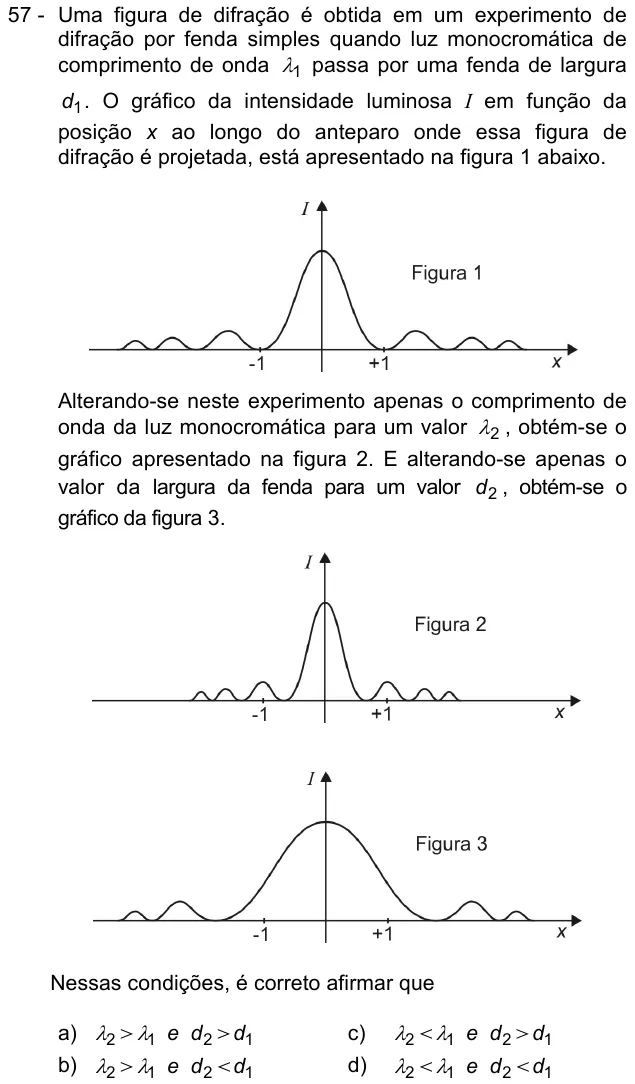 57 - Uma figura de difração é obtida em um experimento de
difração por fenda simples quando luz monocromática de
comprimento de onda λ1 passa por uma fenda de largura
d1. O gráfico da intensidade luminosa I em função da
posição x ao longo do anteparo onde essa figura de
difração é projetada, está apresentado na figura 1 abaixo.
I
Figura 1
-1 +1 x
Alterando-se neste experimento apenas o comprimento de
onda da luz monocromática para um valor λ2 , obtém-se o
gráfico apresentado na figura 2. E alterando-se apenas o
valor da largura da fenda para um valor d2 , obtém-se o
gráfico da figura 3.
I
Figura 2
-1 +1 x
I
Figura 3
-1 +1 x
Nessas condições, é correto afirmar que
a) λ2 > λ1 e d2 > d1 c) λ2 < λ1 e d2 > d1
b) λ2 > λ1 e d2 < d1 d) λ2 < λ1 e d2 < d1